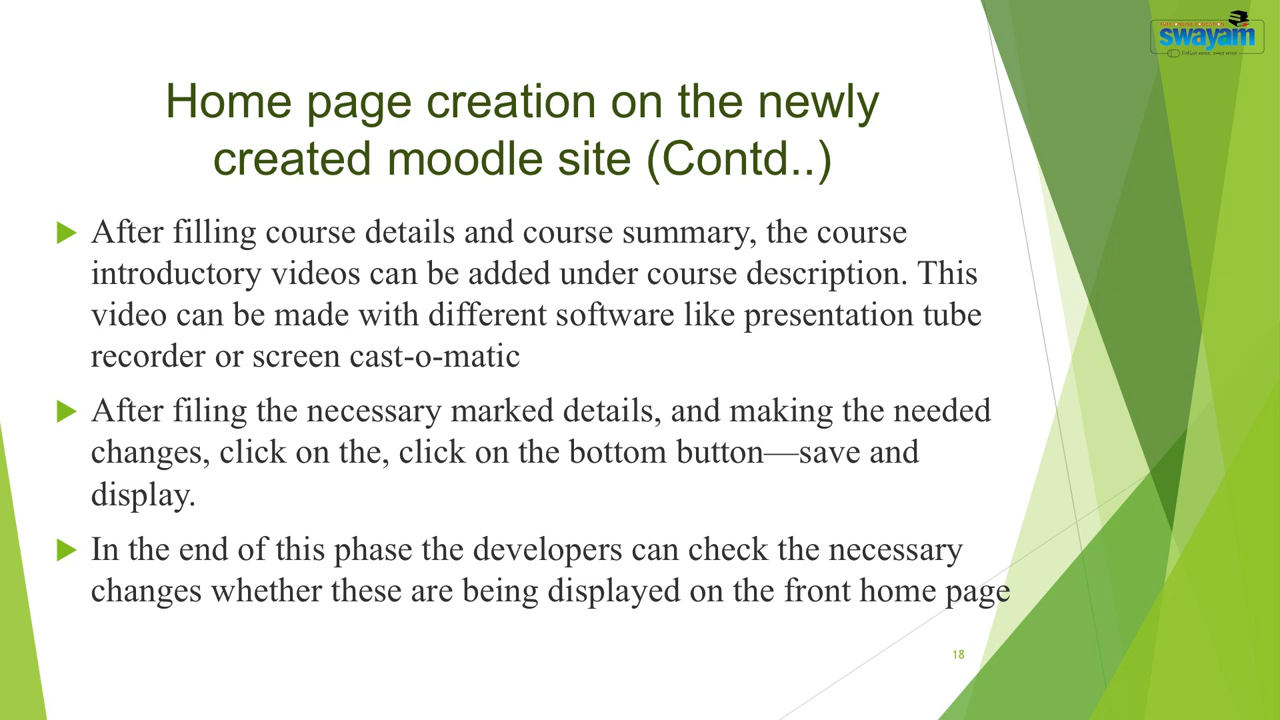 swayam
Home page creation on the newly
created moodle site (Contd..)
After filling course details and course summary, the course
introductory videos can be added under course description. This
video can be made with different software like presentation tube
recorder or screen cast-o-matic
After filing the necessary marked details, and making the needed
changes, click on the, click on the bottom button—save and
display.
In the end of this phase the developers can check the necessary
changes whether these are being displayed on the front home page
18